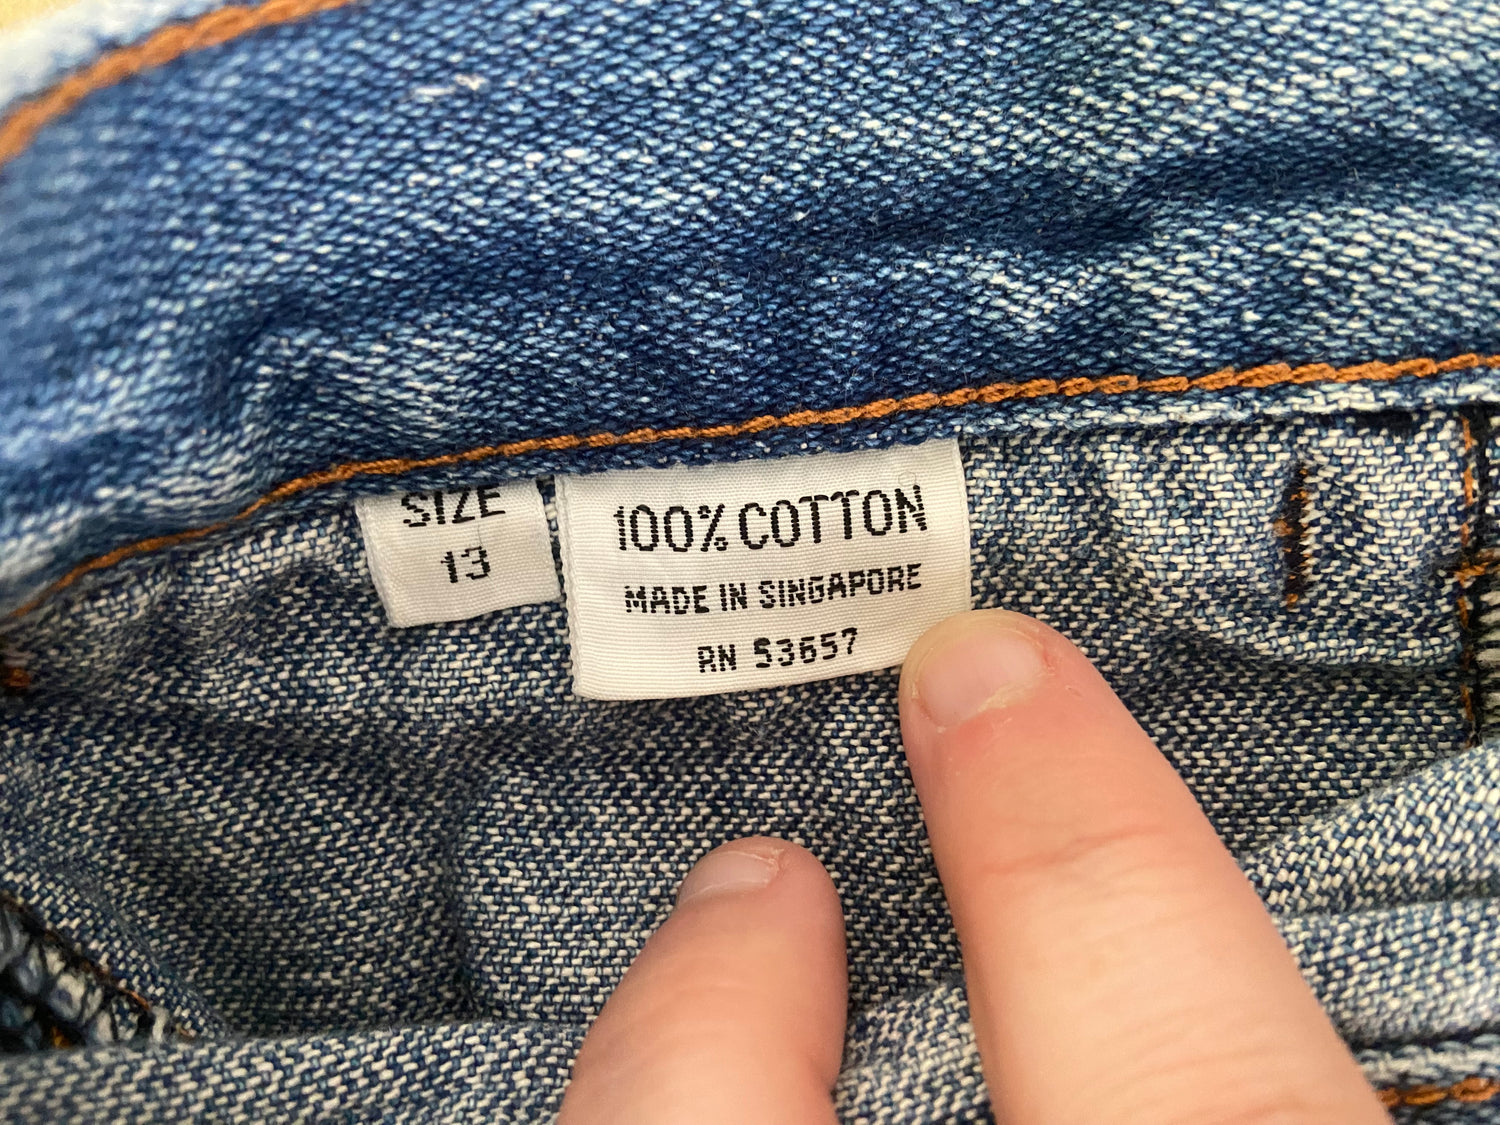 SIZE
13
100% COTTON
MADE IN SINGAPORE
RN 53657